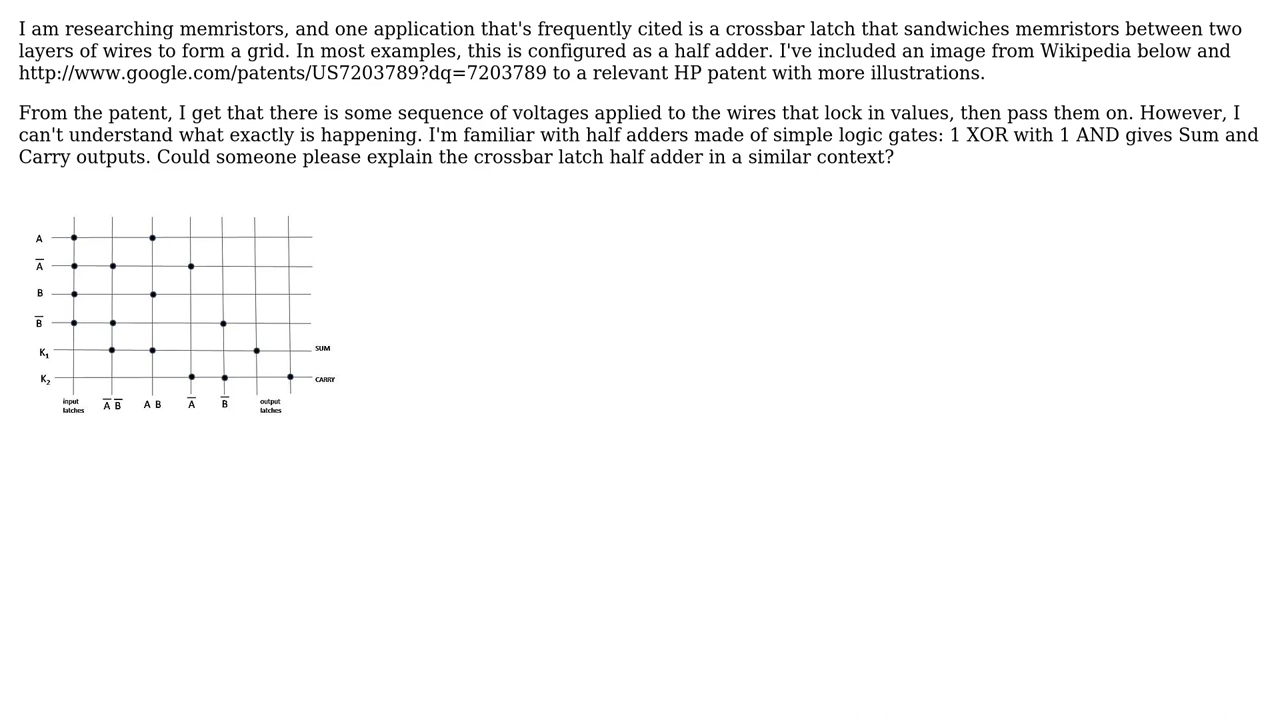 I am researching memristors, and one application that's frequently cited is a crossbar latch that sandwiches memristors between two
layers of wires to form a grid. In most examples, this is configured as a half adder. I've included an image from Wikipedia below and
http://www.google.com/patents/US7203789?dq=7203789 to a relevant HP patent with more illustrations.
From the patent, I get that there is some sequence of voltages applied to the wires that lock in values, then pass them on. However, I
can't understand what exactly is happening. I'm familiar with half adders made of simple logic gates: 1 XOR with 1 AND gives Sum and
Carry outputs. Could someone please explain the crossbar latch half adder in a similar context?
A
A̅
B
B̅
K₁ SUM
K₂ CARRY
input latches A̅ B̅ A B A̅ B̅ output latches